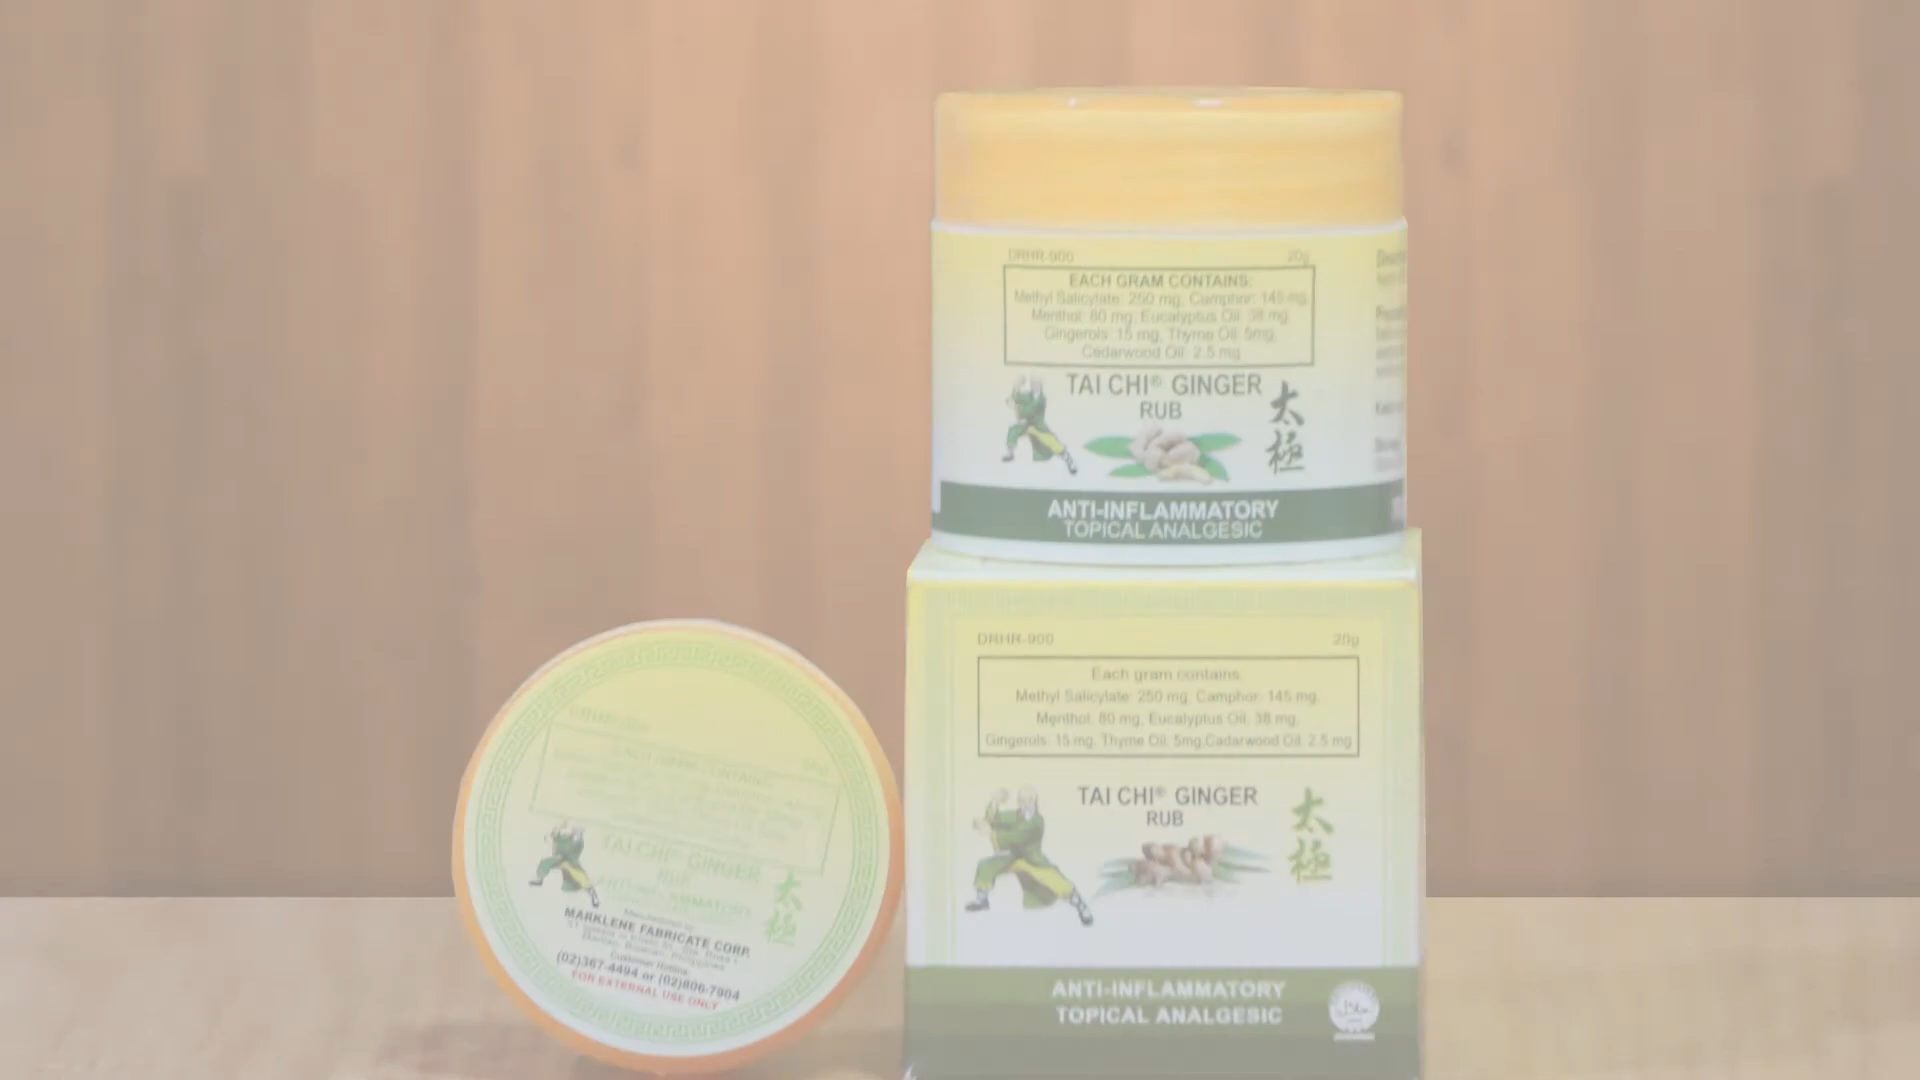 DRHR-900 20g
EACH GRAM CONTAINS:
Methyl Salicylate: 250 mg, Camphor: 145 mg,
Menthol: 80 mg, Eucalyptus Oil: 38 mg,
Gingerols: 15 mg, Thyme Oil: 5mg,
Cedarwood Oil: 2.5 mg
TAI CHI® GINGER
RUB
太極
ANTI-INFLAMMATORY
TOPICAL ANALGESIC
DRHR-900 20g
Each gram contains:
Methyl Salicylate: 250 mg, Camphor: 145 mg,
Menthol: 80 mg, Eucalyptus Oil: 38 mg,
Gingerols: 15 mg, Thyme Oil: 5mg,Cadarwood Oil: 2.5 mg
TAI CHI® GINGER
RUB
太極
ANTI-INFLAMMATORY
TOPICAL ANALGESIC
TAI CHI® GINGER
RUB
太極
Manufactured by:
MARKLENE FABRICATE CORP.
Customer Hotline
(02)367-4494 or (02)806-7904
FOR EXTERNAL USE ONLY